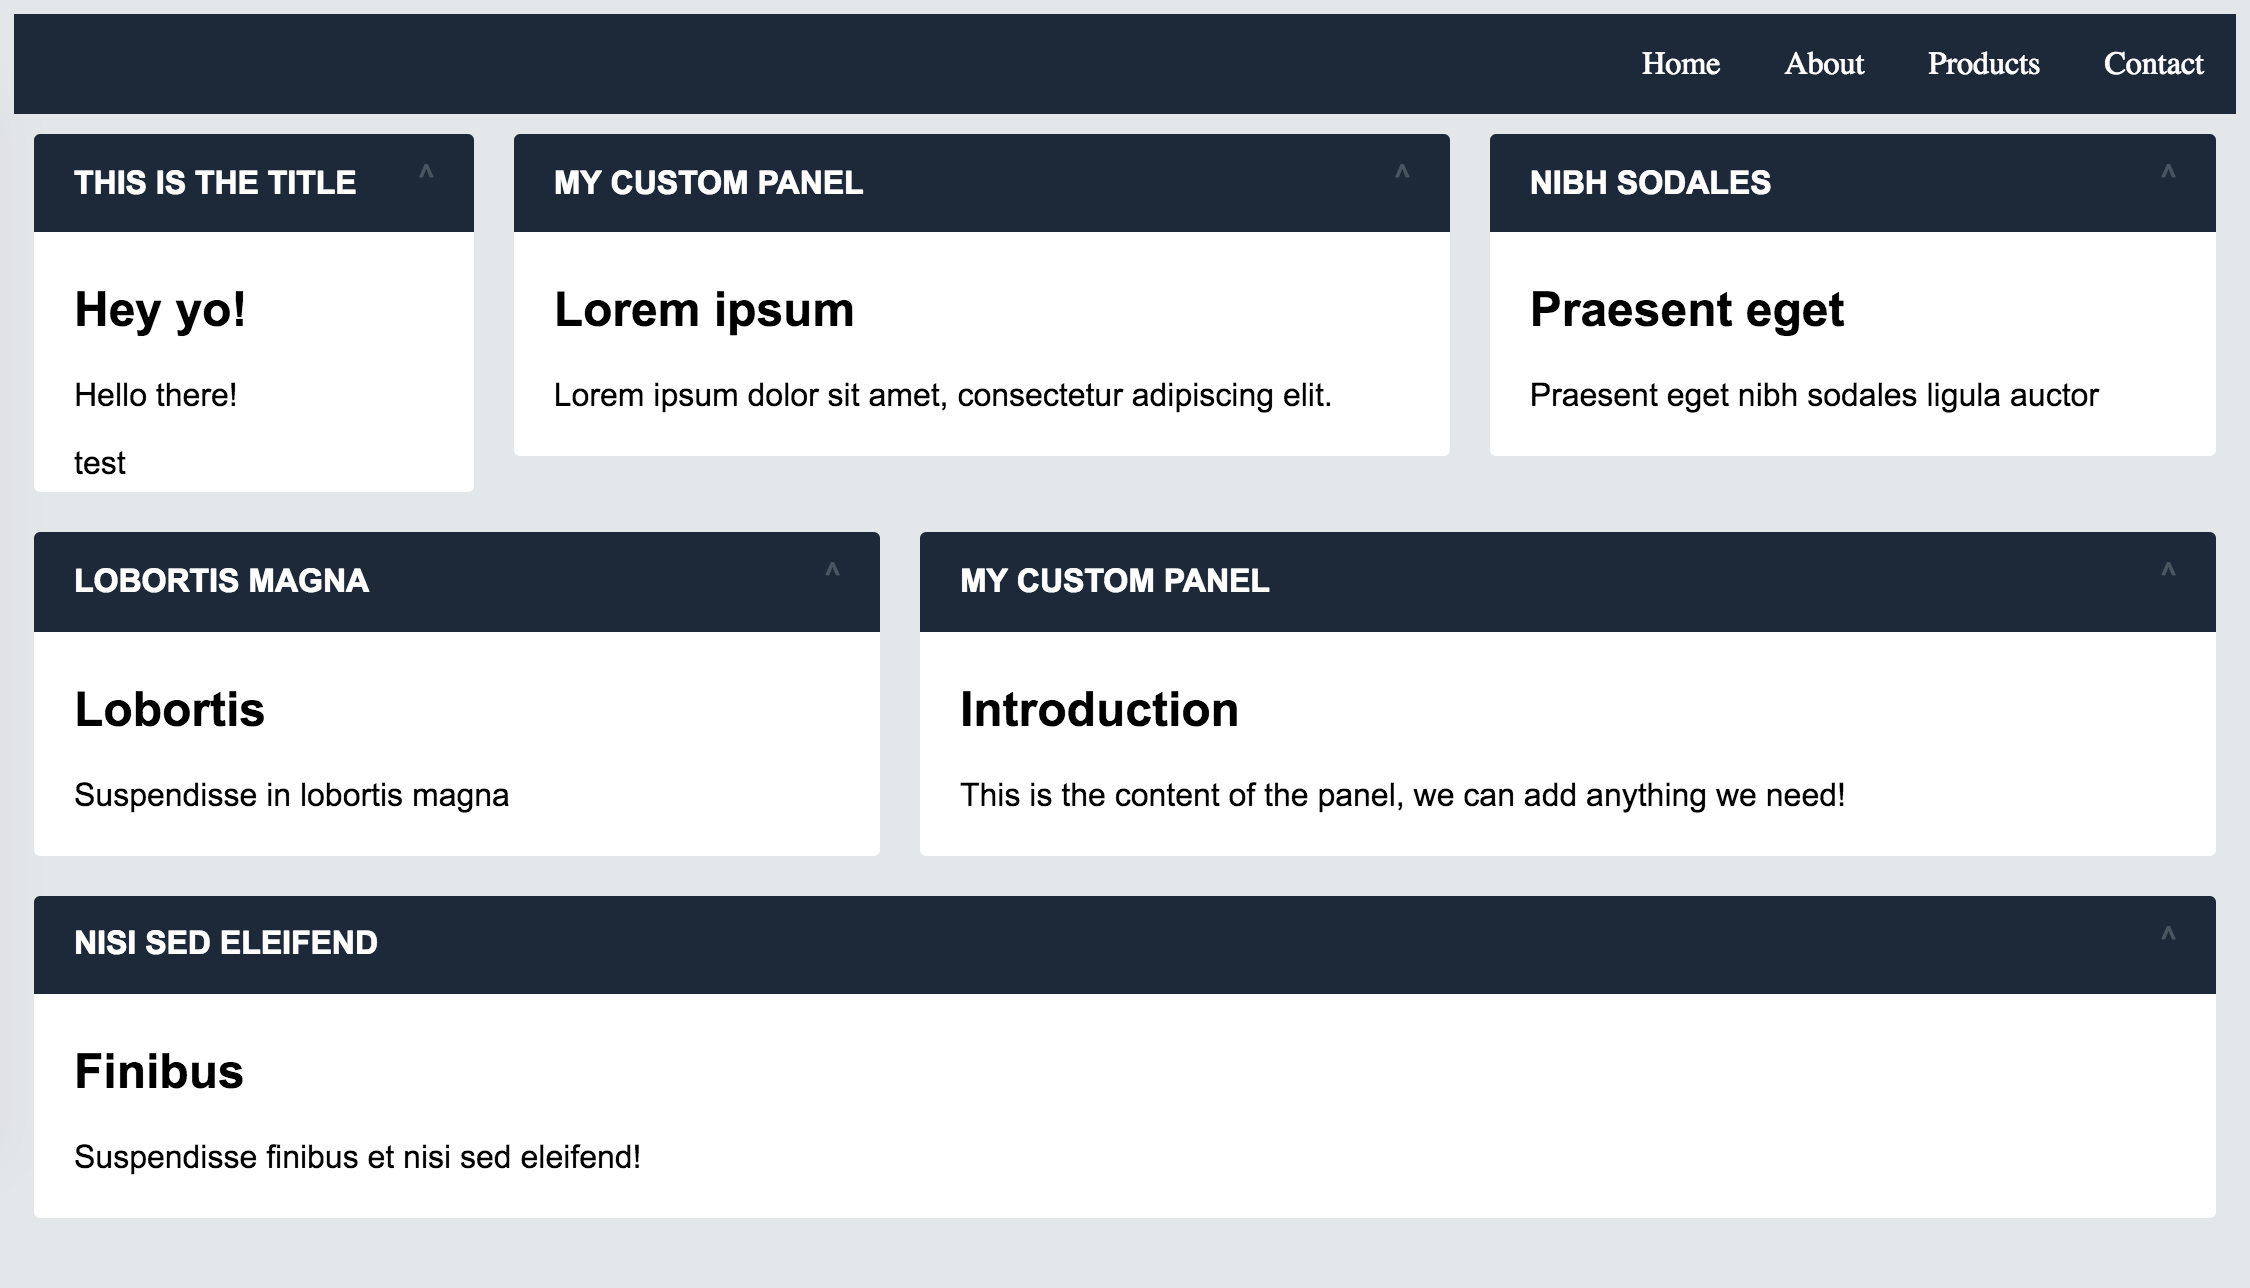 Home About Products Contact
THIS IS THE TITLE ^
Hey yo!
Hello there!
test
MY CUSTOM PANEL ^
Lorem ipsum
Lorem ipsum dolor sit amet, consectetur adipiscing elit.
NIBH SODALES ^
Praesent eget
Praesent eget nibh sodales ligula auctor
LOBORTIS MAGNA ^
Lobortis
Suspendisse in lobortis magna
MY CUSTOM PANEL ^
Introduction
This is the content of the panel, we can add anything we need!
NISI SED ELEIFEND ^
Finibus
Suspendisse finibus et nisi sed eleifend!